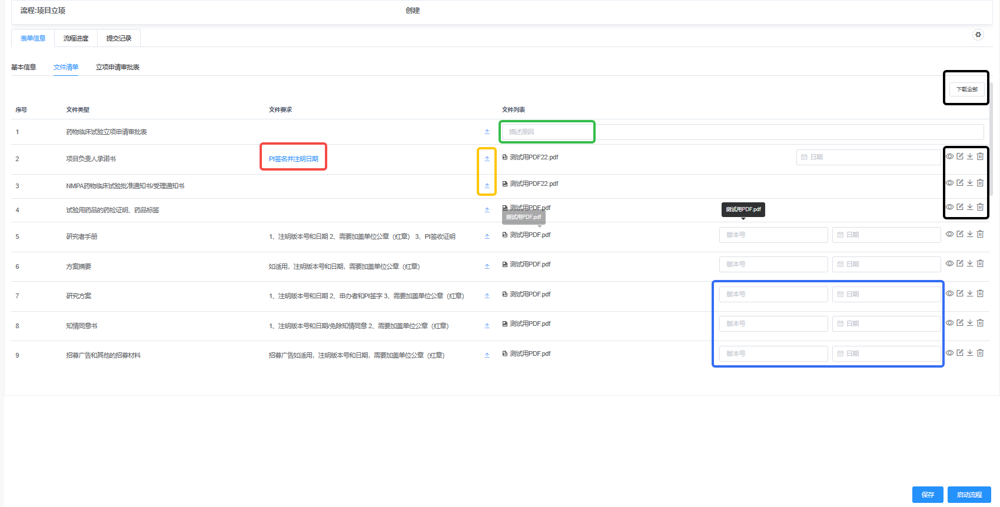 流程:项目立项 创建
表单信息 流程进度 提交记录
基本信息 文件清单 立项申请审批表
下载全部
序号 文件类型 文件要求 文件列表
1 药物临床试验立项申请审批表 描述原因
2 项目负责人承诺书 PI签名并注明日期 测试用PDF22.pdf 日期
3 NMPA药物临床试验批准通知书/受理通知书 测试用PDF22.pdf
4 试验用药品的药检证明、药品标签 测试用PDF.pdf
测试用PDF.pdf 测试用PDF.pdf
5 研究者手册 1、注明版本号和日期 2、需要加盖单位公章（红章） 3、PI签收证明 测试用PDF.pdf 版本号 日期
6 方案摘要 如适用，注明版本号和日期，需要加盖单位公章（红章） 测试用PDF.pdf 版本号 日期
7 研究方案 1、注明版本号和日期 2、申办者和PI签字 3、需要加盖单位公章（红章） 测试用PDF.pdf 版本号 日期
8 知情同意书 1、注明版本号和日期/免除知情同意 2、需要加盖单位公章（红章） 测试用PDF.pdf 版本号 日期
9 招募广告和其他的招募材料 招募广告如适用，注明版本号和日期，需要加盖单位公章（红章） 测试用PDF.pdf 版本号 日期
保存 启动流程